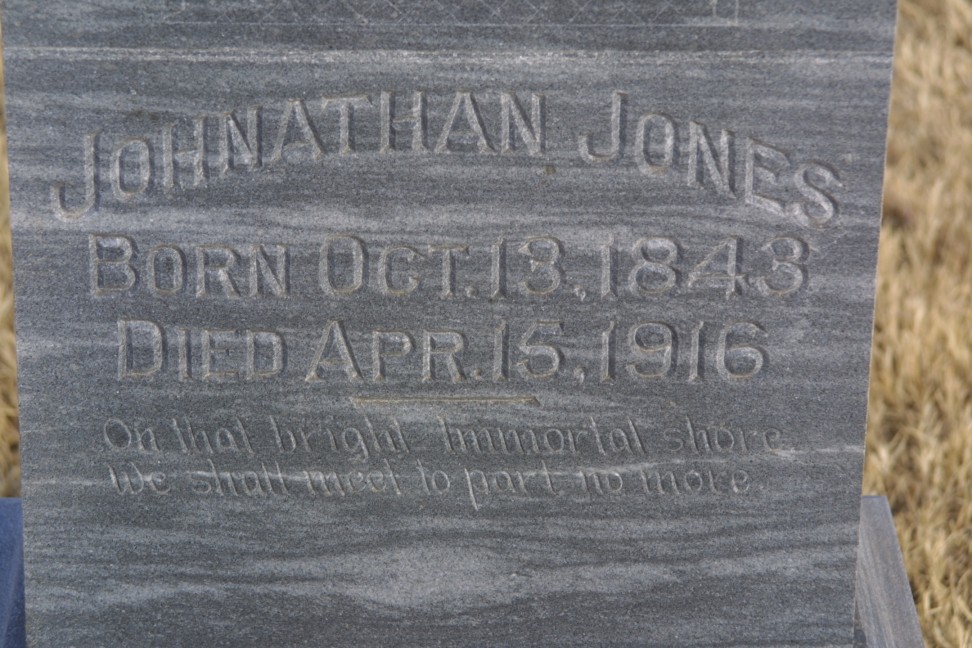 JOHNATHAN JONES
BORN OCT. 13, 1843
DIED APR. 15, 1916
On that bright immortal shore
We shall meet to part no more.